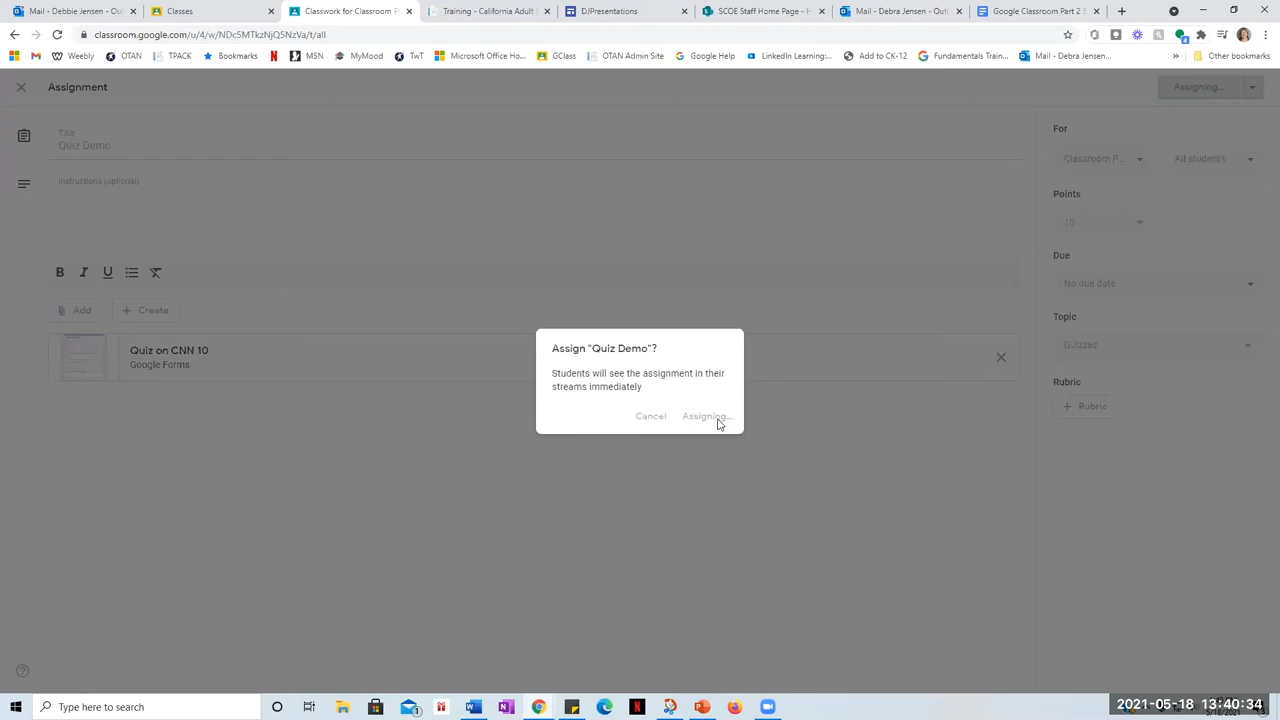 Mail - Debbie Jensen - Ou
Classes
Classwork for Classroom P
Training - California Adult
DJPresentations
SCCE Staff Home Page - H
Mail - Debra Jensen - Out
Google Classroom Part 2 S
classroom.google.com/u/4/w/NDc5MTkzNjQ5NzVa/t/all
Weebly
OTAN
TPACK
Bookmarks
MSN
MyMood
TwT
Microsoft Office Ho...
GClass
OTAN Admin Site
Google Help
LinkedIn Learning:...
Add to CK-12
Fundamentals Train...
Mail - Debra Jensen...
»
Other bookmarks
Assignment
Assigning...
Title
Quiz Demo
Instructions (optional)
For
Classroom P...
All students
Points
10
Due
No due date
Topic
Quizzes
Rubric
+ Rubric
B I U
Add
+ Create
Quiz on CNN 10
Google Forms
Assign "Quiz Demo"?
Students will see the assignment in their
streams immediately
Cancel
Assigning...
Type here to search
2021-05-18 13:40:34